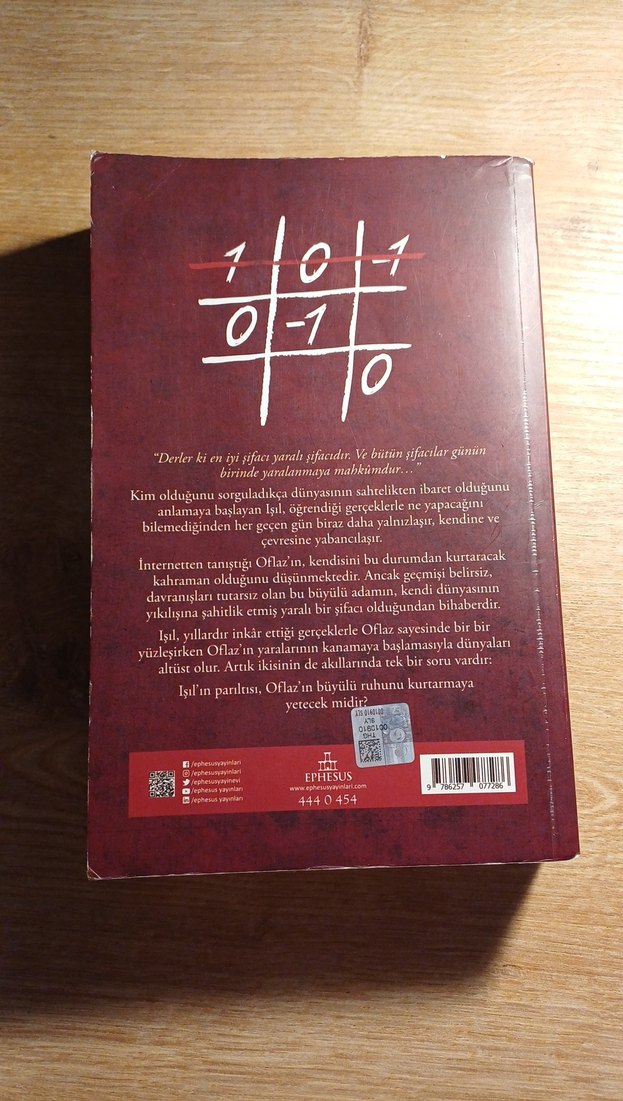 1 0 -1
0 -1
0
“Derler ki en iyi şifacı yaralı şifacıdır. Ve bütün şifacılar günün
birinde yaralanmaya mahkûmdur…”
Kim olduğunu sorguladıkça dünyasının sahtelikten ibaret olduğunu
anlamaya başlayan Işıl, öğrendiği gerçeklerle ne yapacağını
bilemediğinden her geçen gün biraz daha yalnızlaşır, kendine ve
çevresine yabancılaşır.
İnternetten tanıştığı Oflaz’ın, kendisini bu durumdan kurtaracak
kahraman olduğunu düşünmektedir. Ancak geçmişi belirsiz,
davranışları tutarsız olan bu büyülü adamın, kendi dünyasının
yıkılışına şahitlik etmiş yaralı bir şifacı olduğundan bihaberdir.
Işıl, yıllardır inkâr ettiği gerçeklerle Oflaz sayesinde bir bir
yüzleşirken Oflaz’ın yaralarının kanamaya başlamasıyla dünyaları
altüst olur. Artık ikisinin de akıllarında tek bir soru vardır:
Işıl’ın parıltısı, Oflaz’ın büyülü ruhunu kurtarmaya
yetecek midir?
THG
SLY
0010910
0010910 SLY
/ephesusyayinlari
/ephesusyayinlari
/ephesusyayinevi
/ephesus yayınları
/ephesus yayınları
EPHESUS
www.ephesusyayinlari.com
444 0 454
9 786257 077286